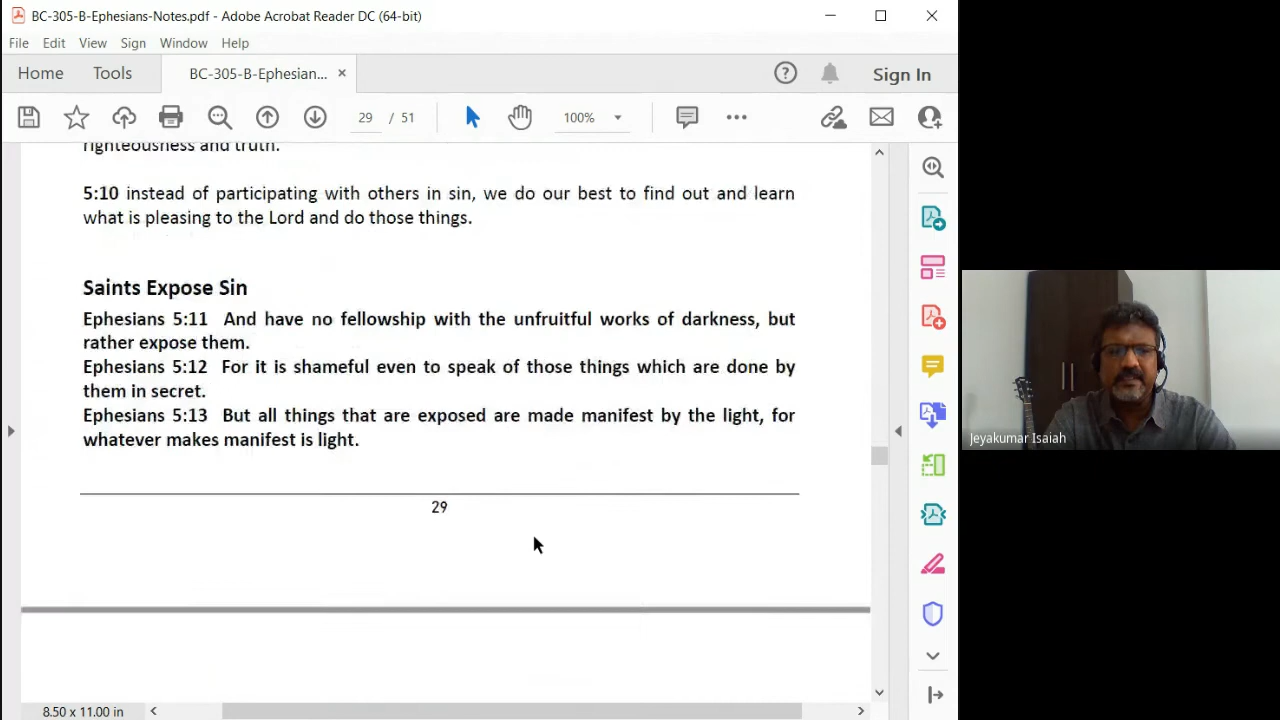 BC-305-B-Ephesians-Notes.pdf - Adobe Acrobat Reader DC (64-bit)
File Edit View Sign Window Help
Home Tools BC-305-B-Ephesian... × Sign In
29 / 51 100%
righteousness and truth.
5:10 instead of participating with others in sin, we do our best to find out and learn
what is pleasing to the Lord and do those things.
Saints Expose Sin
Ephesians 5:11 And have no fellowship with the unfruitful works of darkness, but
rather expose them.
Ephesians 5:12 For it is shameful even to speak of those things which are done by
them in secret.
Ephesians 5:13 But all things that are exposed are made manifest by the light, for
whatever makes manifest is light.
29
8.50 x 11.00 in
Jeyakumar Isaiah